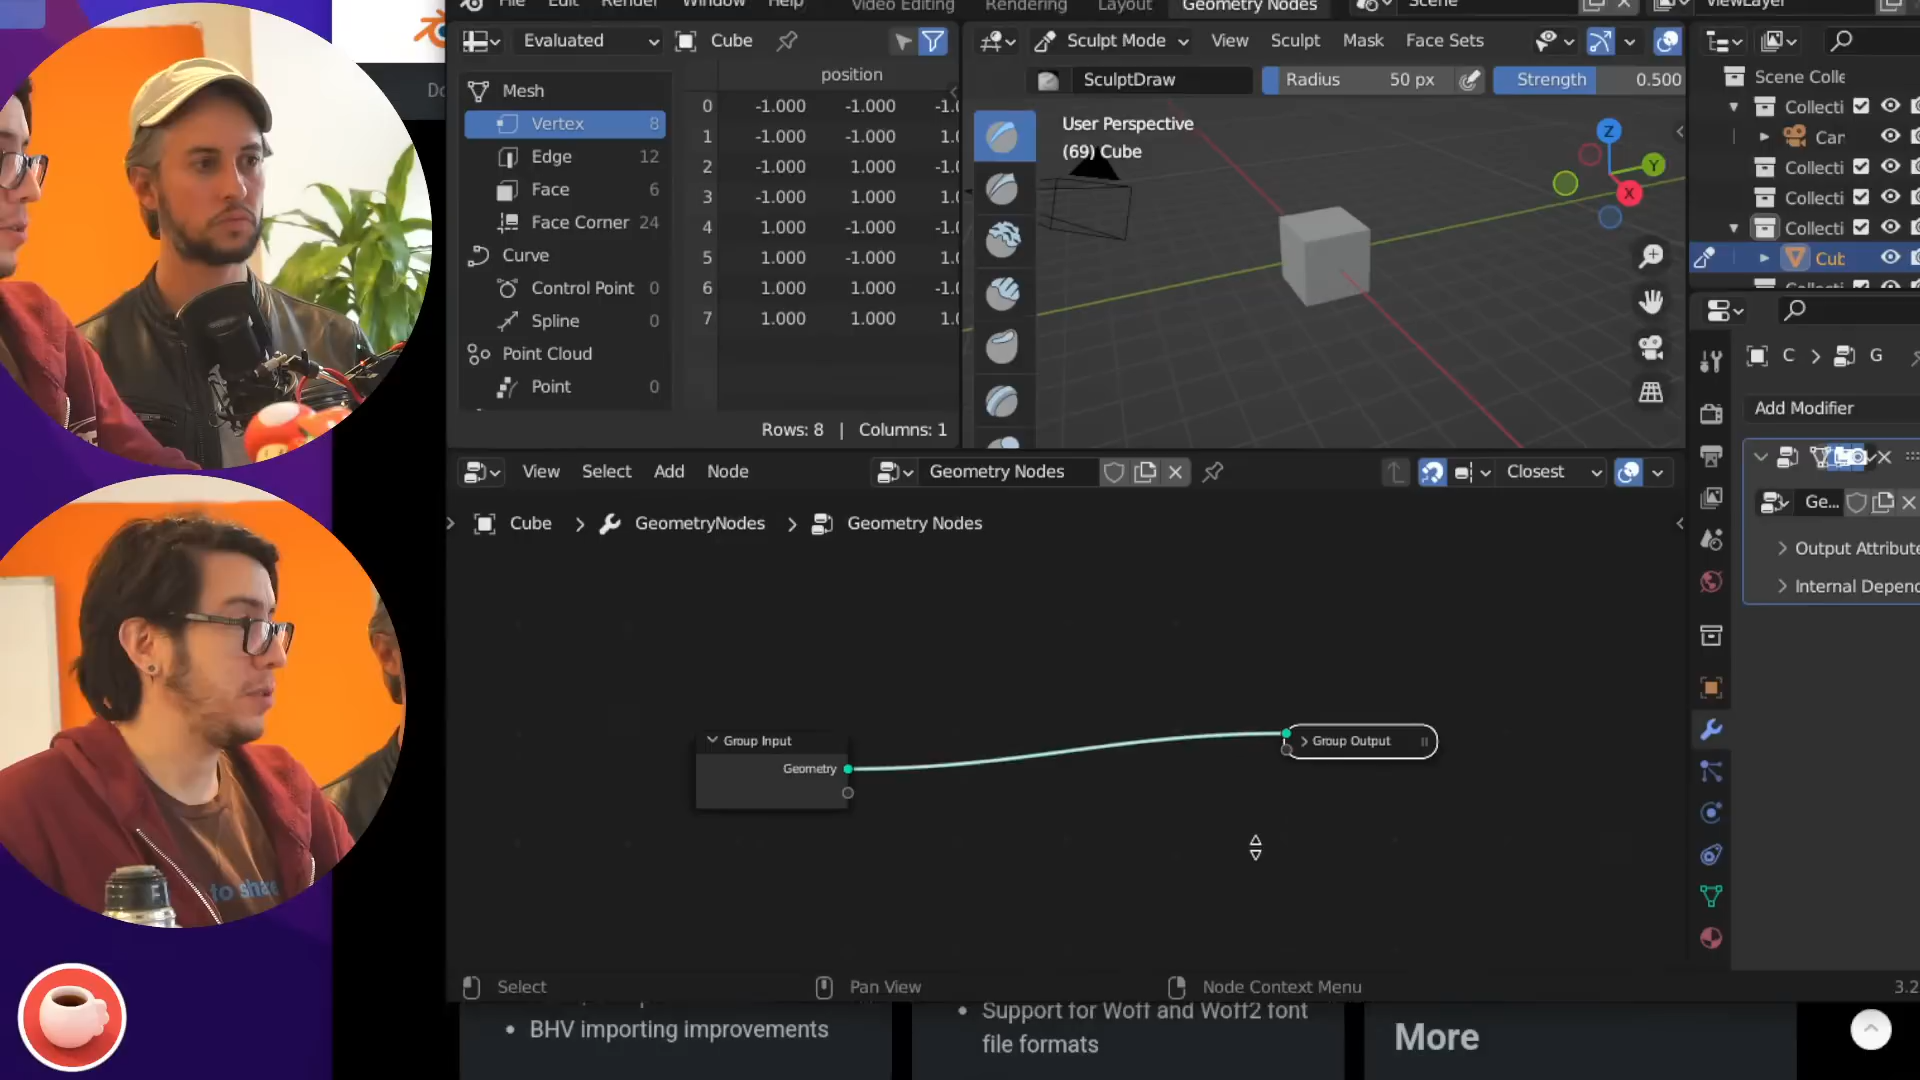 File Edit Render Window Help Video Editing Rendering Layout Geometry Nodes Scene ViewLayer
Evaluated Cube
position
Mesh
Vertex 8
Edge 12
Face 6
Face Corner 24
Curve
Control Point 0
Spline 0
Point Cloud
Point 0
0 -1.000 -1.000 -1.0
1 -1.000 -1.000 1.0
2 -1.000 1.000 -1.0
3 -1.000 1.000 1.0
4 1.000 -1.000 -1.0
5 1.000 -1.000 1.0
6 1.000 1.000 -1.0
7 1.000 1.000 1.0
Rows: 8 | Columns: 1
Sculpt Mode View Sculpt Mask Face Sets
SculptDraw Radius 50 px Strength 0.500
User Perspective
(69) Cube
Z
Y
X
Scene Colle
Collecti
Can
Collecti
Collecti
Collecti
Cub
C > G
Add Modifier
Ge...
Output Attribute
Internal Depend
View Select Add Node Geometry Nodes Closest
Cube > GeometryNodes > Geometry Nodes
Group Input
Geometry
Group Output
Select Pan View Node Context Menu 3.2
• BHV importing improvements
• Support for Woff and Woff2 font
file formats
More
to share